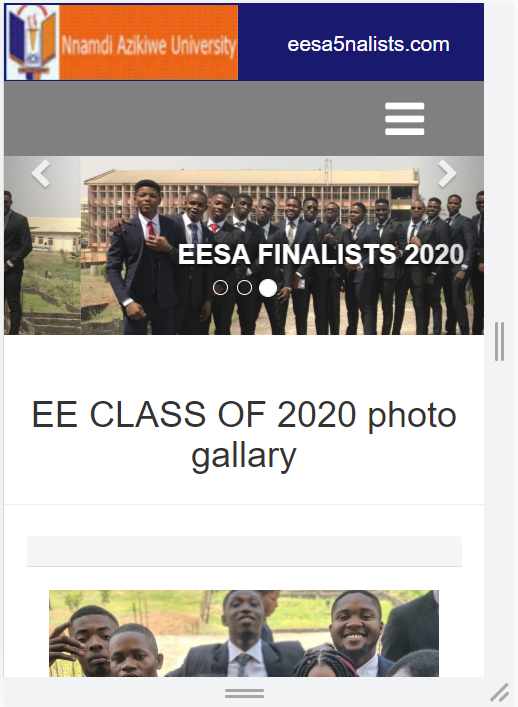 Nnamdi Azikiwe University
eesa5nalists.com
EESA FINALISTS 2020
EE CLASS OF 2020 photo
gallary